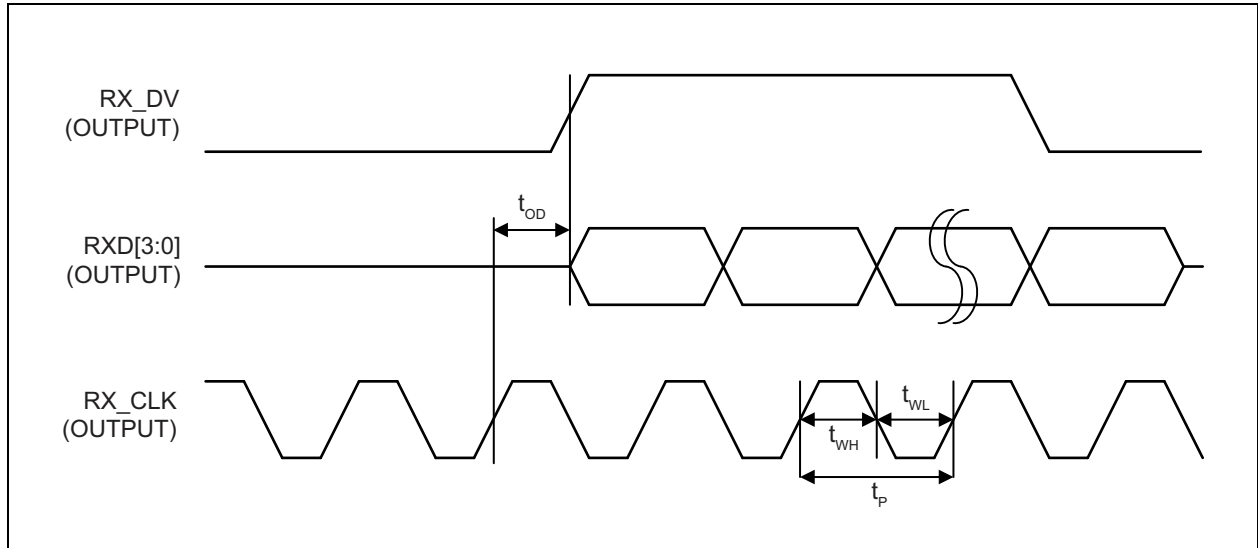 RX_DV
(OUTPUT)
tOD
RXD[3:0]
(OUTPUT)
RX_CLK
(OUTPUT)
tWL
tWH
tP